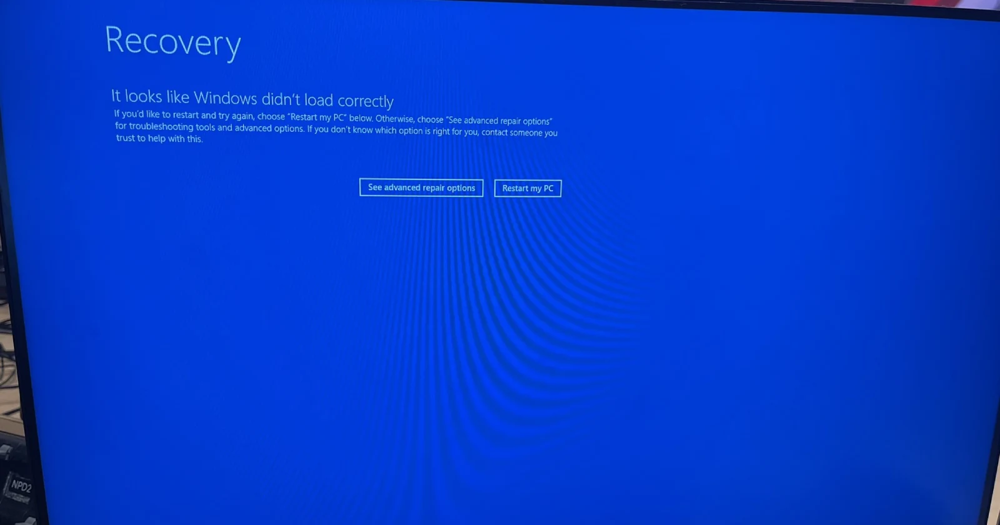 Recovery
It looks like Windows didn't load correctly
If you'd like to restart and try again, choose "Restart my PC" below. Otherwise, choose "See advanced repair options"
for troubleshooting tools and advanced options. If you don't know which option is right for you, contact someone you
trust to help with this.
See advanced repair options
Restart my PC
NPD2